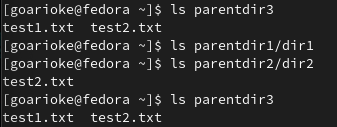 [goarioke@fedora ~]$ ls parentdir3
test1.txt  test2.txt
[goarioke@fedora ~]$ ls parentdir1/dir1
[goarioke@fedora ~]$ ls parentdir2/dir2
test2.txt
[goarioke@fedora ~]$ ls parentdir3
test1.txt  test2.txt